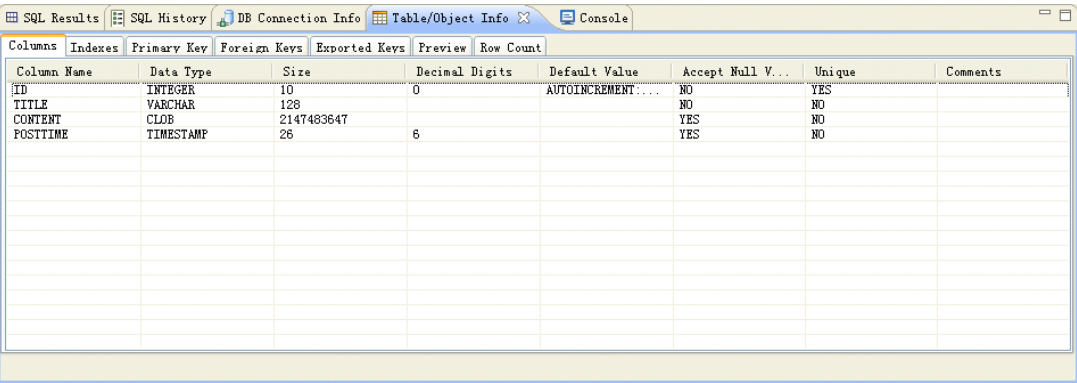 SQL Results SQL History DB Connection Info Table/Object Info Console
Columns Indexes Primary Key Foreign Keys Exported Keys Preview Row Count
Column Name Data Type Size Decimal Digits Default Value Accept Null V... Unique Comments
ID INTEGER 10 0 AUTOINCREMENT:... NO YES
TITLE VARCHAR 128 NO NO
CONTENT CLOB 2147483647 YES NO
POSTTIME TIMESTAMP 26 6 YES NO